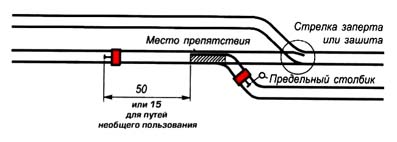 Стрелка заперта
или зашита
Место препятствия
Предельный столбик
50
или 15
для путей
необщего пользования